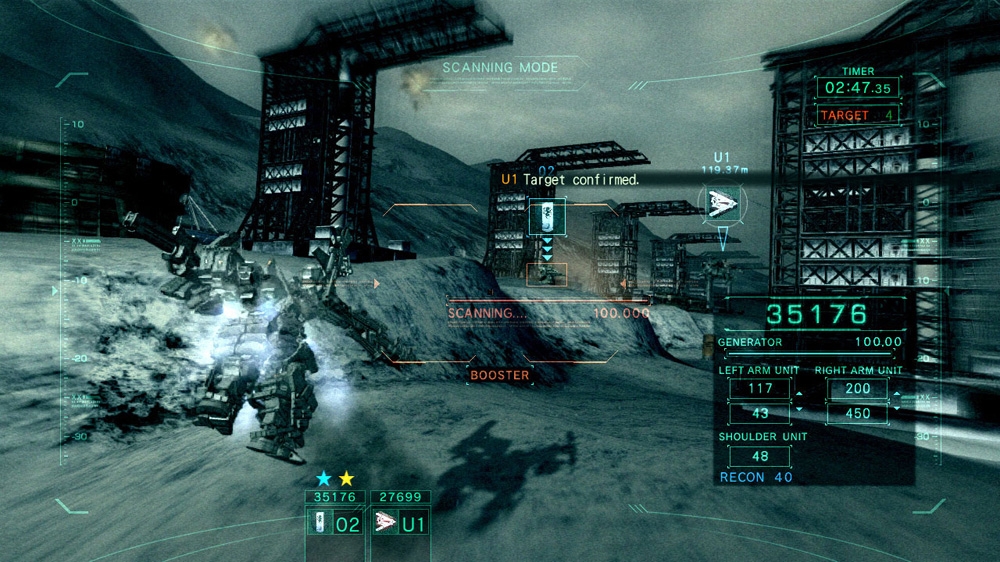 SCANNING MODE
TIMER
02:47.35
TARGET 4
U1
119.37m
02
U1 Target confirmed.
10
0
10
20
30
10
0
10
30
SCANNING.... 100.000
BOOSTER
35176
GENERATOR 100.00
LEFT ARM UNIT RIGHT ARM UNIT
117 200
43 450
SHOULDER UNIT
48
RECON 40
35176 27699
02 U1